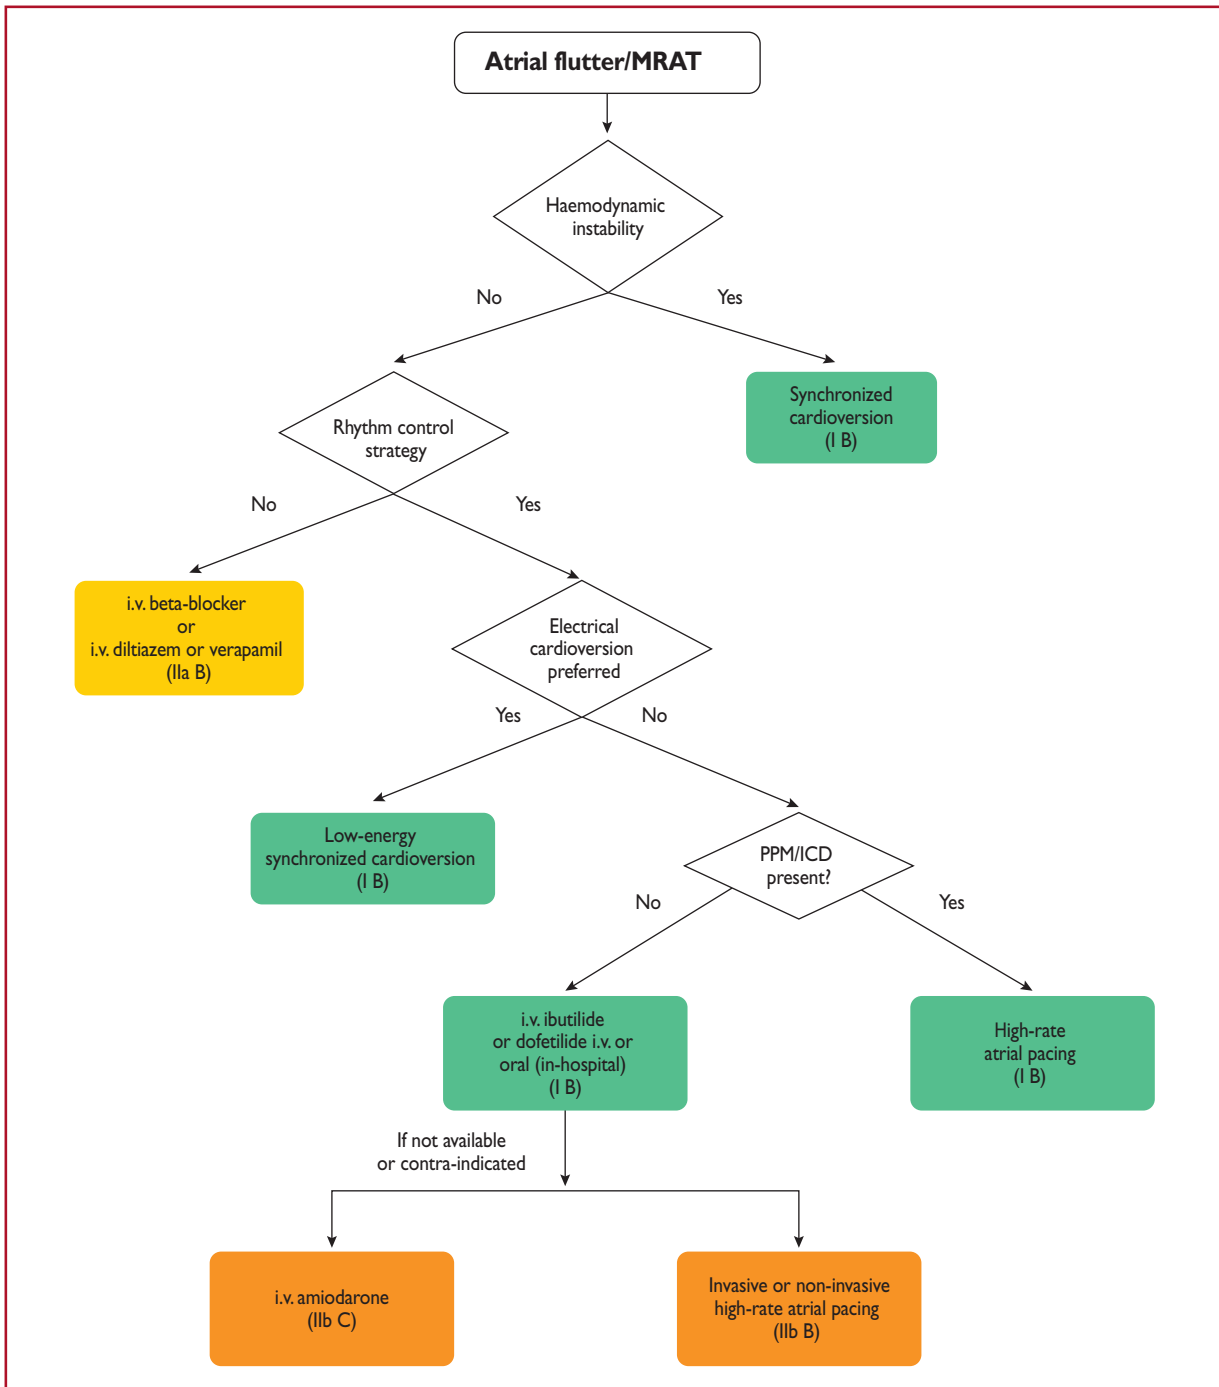 Atrial flutter/MRAT
Haemodynamic
instability
No
Yes
Rhythm control
strategy
Synchronized
cardioversion
(I B)
No
Yes
i.v. beta-blocker
or
i.v. diltiazem or verapamil
(IIa B)
Electrical
cardioversion
preferred
Yes
No
Low-energy
synchronized cardioversion
(I B)
PPM/ICD
present?
No
Yes
i.v. ibutilide
or dofetilide i.v. or
oral (in-hospital)
(I B)
High-rate
atrial pacing
(I B)
If not available
or contra-indicated
i.v. amiodarone
(IIb C)
Invasive or non-invasive
high-rate atrial pacing
(IIb B)